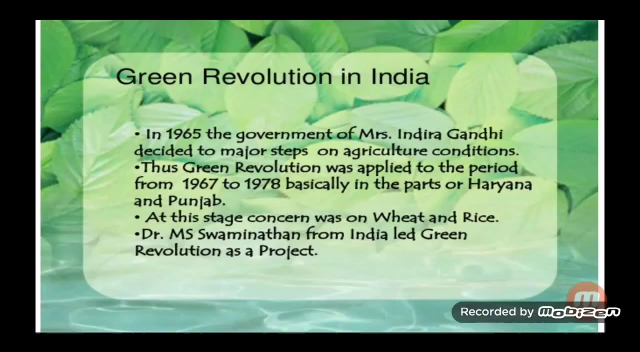 Green Revolution in India
• In 1965 the government of Mrs. Indira Gandhi
decided to major steps on agriculture conditions.
•Thus Green Revolution was applied to the period
from 1967 to 1978 basically in the parts or Haryana
and Punjab.
• At this stage concern was on Wheat and Rice.
•Dr. MS Swaminathan from India led Green
Revolution as a Project.
Recorded by mobizen